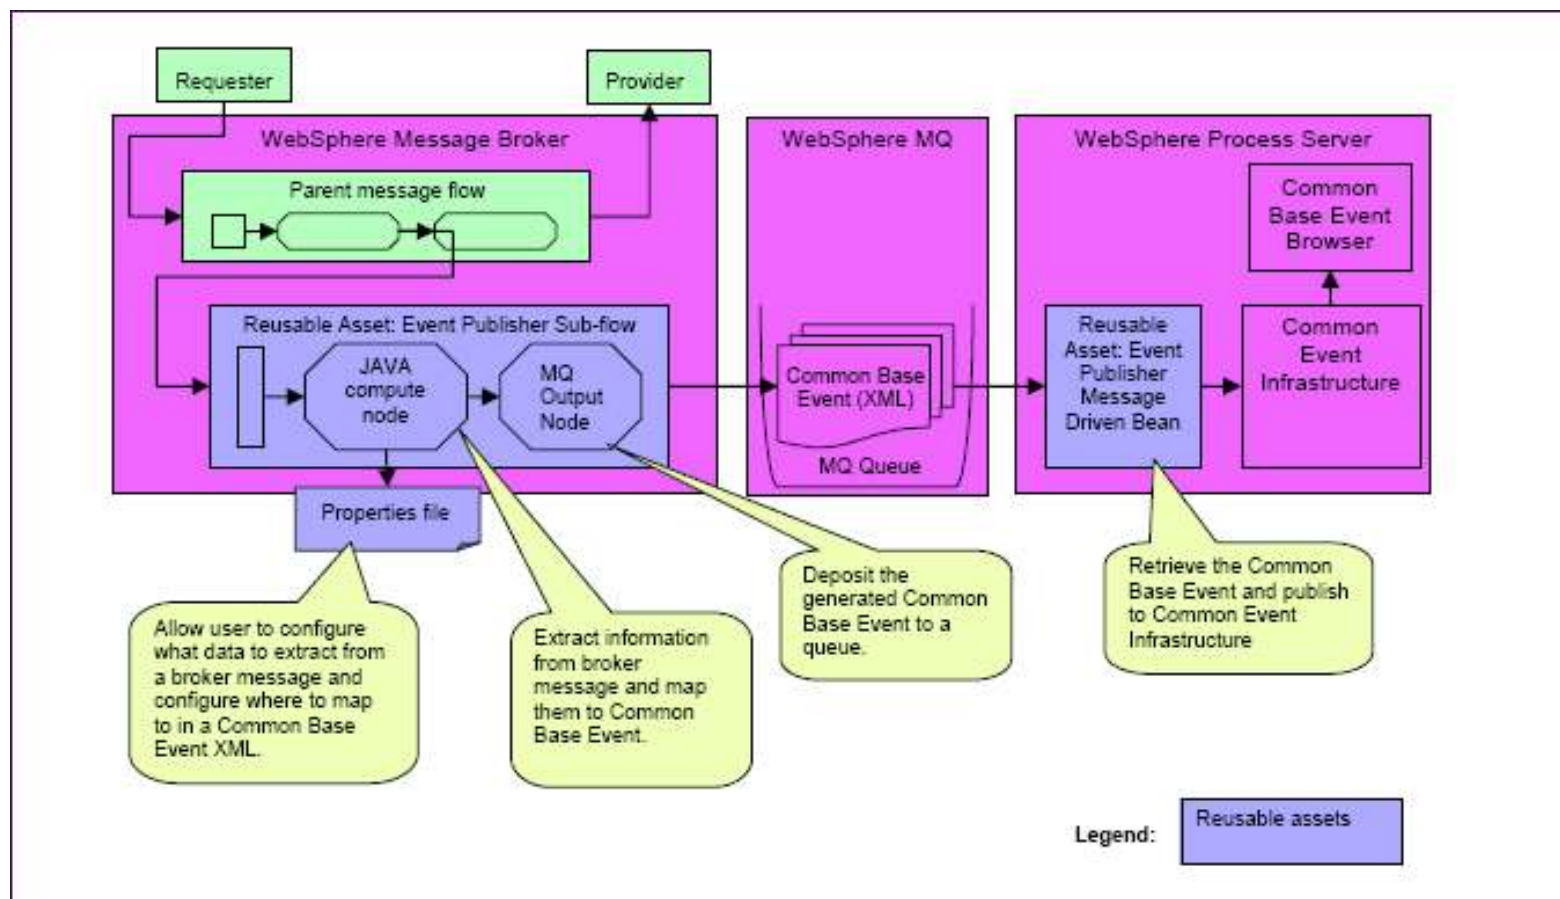 Requester
Provider
WebSphere Message Broker
WebSphere MQ
WebSphere Process Server
Parent message flow
Common
Base Event
Browser
Reusable Asset: Event Publisher Sub-flow
JAVA
compute
node
MQ
Output
Node
Common Base
Event (XML)
MQ Queue
Reusable
Asset: Event
Publisher
Message
Driven Bean
Common
Event
Infrastructure
Properties file
Allow user to configure
what data to extract from
a broker message and
configure where to map
to in a Common Base
Event XML.
Extract information
from broker
message and map
them to Common
Base Event.
Deposit the
generated Common
Base Event to a
queue.
Retrieve the Common
Base Event and publish
to Common Event
Infrastructure
Legend:
Reusable assets